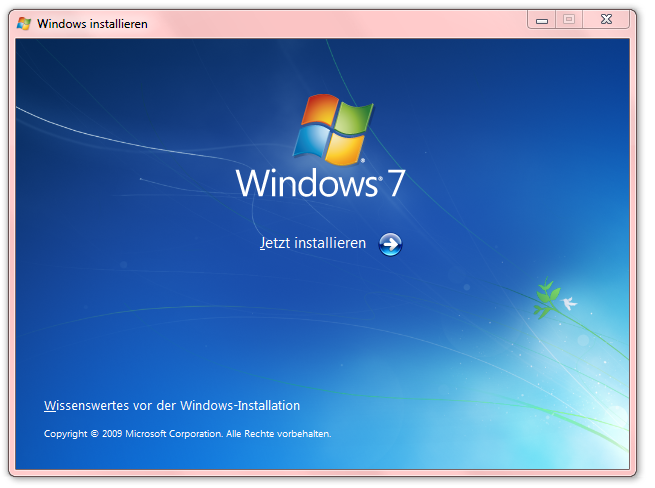 Windows installieren
Windows® 7
Jetzt installieren
Wissenswertes vor der Windows-Installation
Copyright © 2009 Microsoft Corporation. Alle Rechte vorbehalten.